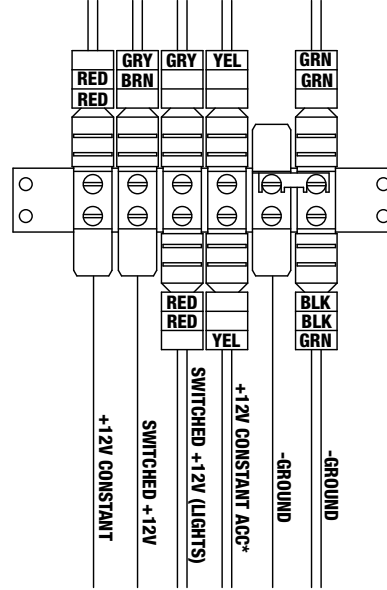 GRY GRY YEL GRN
RED BRN GRN
RED
RED BLK
RED BLK
YEL GRN
+12V CONSTANT
SWITCHED +12V
SWITCHED +12V (LIGHTS)
+12V CONSTANT ACC*
-GROUND
-GROUND